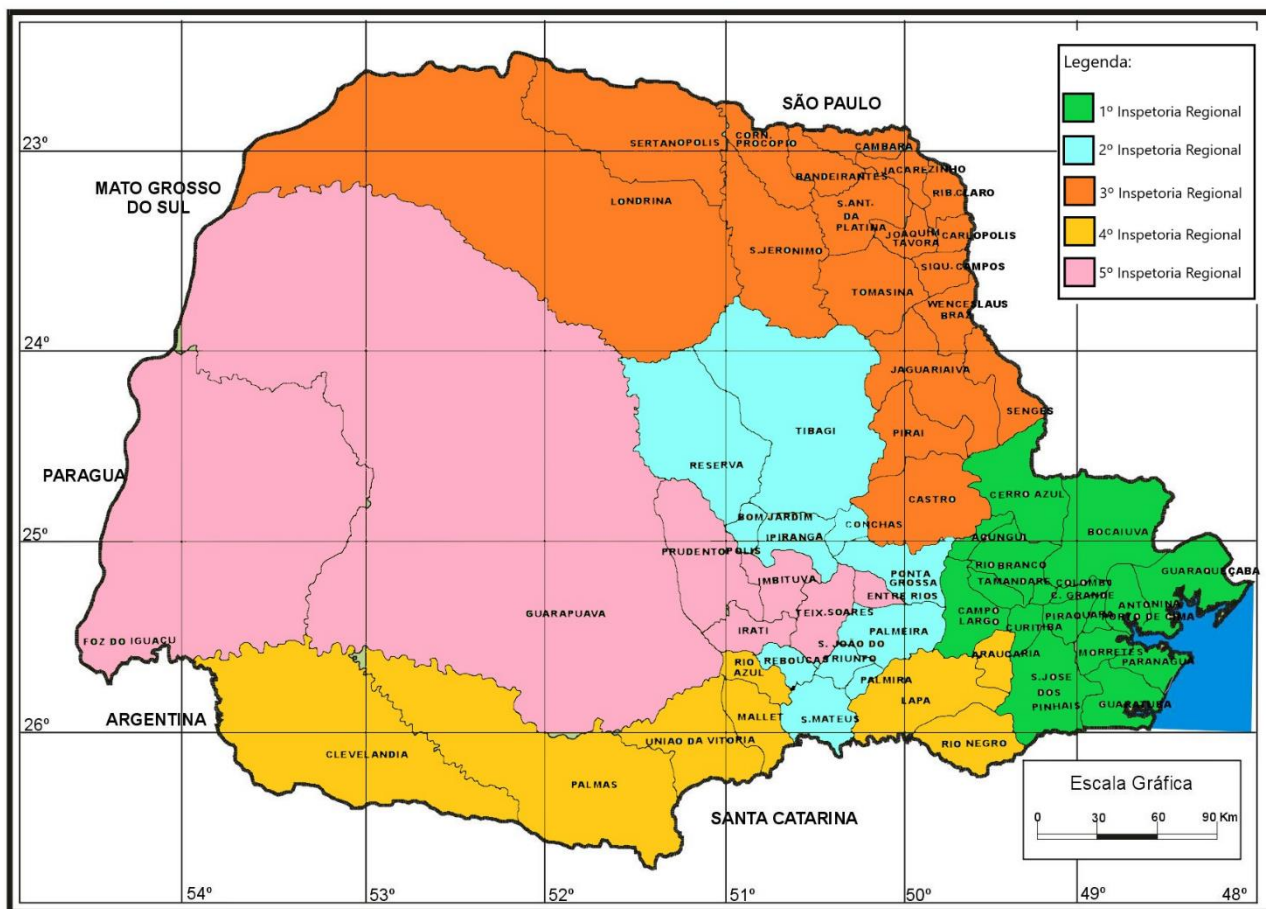 Legenda:
1º Inspetoria Regional
2º Inspetoria Regional
3º Inspetoria Regional
4º Inspetoria Regional
5º Inspetoria Regional
SÃO PAULO
23º
SERTANOPOLIS
CORN.
PROCOPIO
CAMBARA
BANDEIRANTES
JACAREZINHO
MATO GROSSO
DO SUL
LONDRINA
RIB.CLARO
S.ANT.
DA
PLATINA
JOAQUIM
TAVORA
CARLOPOLIS
S.JERONIMO
SIQU.CAMPOS
TOMASINA
WENCESLAUS
BRAZ
24º
JAGUARIAIVA
SENGES
TIBAGI
PIRAI
RESERVA
PARAGUA
CASTRO
CERRO AZUL
BOM JARDIM
CONCHAS
BOCAIUVA
25º
IPIRANGA
AÇUNGUI
PRUDENTOPOLIS
RIO BRANCO
GUARAQUEÇABA
IMBITUVA
PONTA
GROSSA
TAMANDARE
COLOMBO
ENTRE RIOS
C. GRANDE
ANTONINA
GUARAPUAVA
TEIX.SOARES
CAMPO
LARGO
PIRAQUARA
PORTO DE CIMA
IRATI
PALMEIRA
CURITIBA
FOZ DO IGUAÇU
S. JOÃO DO
TRIUNFO
ARAUCARIA
MORRETES
RIO
AZUL
REBOUCAS
PARANAGUA
PALMIRA
S.JOSE
DOS
PINHAIS
LAPA
GUARATUBA
ARGENTINA
MALLET
S.MATEUS
26º
UNIAO DA VITORIA
RIO NEGRO
CLEVELANDIA
PALMAS
SANTA CATARINA
Escala Gráfica
0 30 60 90 Km
54º 53º 52º 51º 50º 49º 48º